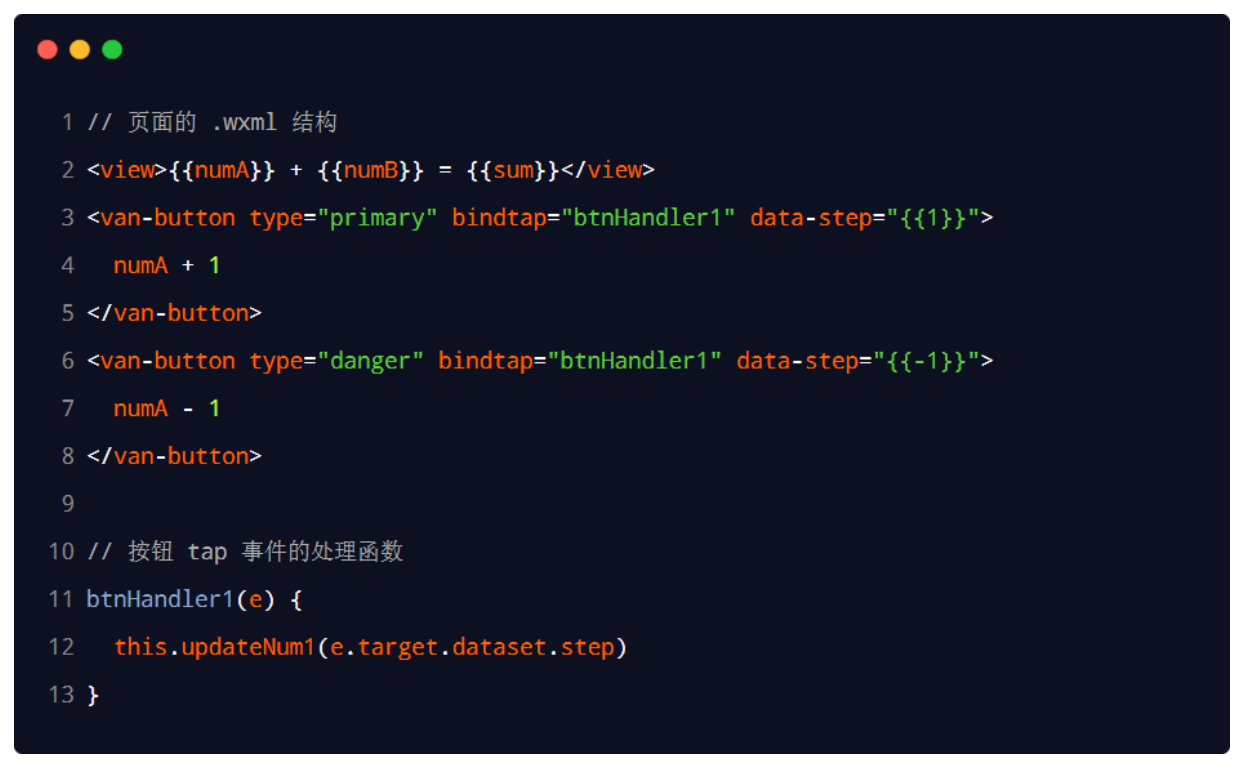 1 // 页面的 .wxml 结构
2 <view>{{numA}} + {{numB}} = {{sum}}</view>
3 <van-button type="primary" bindtap="btnHandler1" data-step="{{1}}">
4   numA + 1
5 </van-button>
6 <van-button type="danger" bindtap="btnHandler1" data-step="{{-1}}">
7   numA - 1
8 </van-button>
9
10 // 按钮 tap 事件的处理函数
11 btnHandler1(e) {
12   this.updateNum1(e.target.dataset.step)
13 }